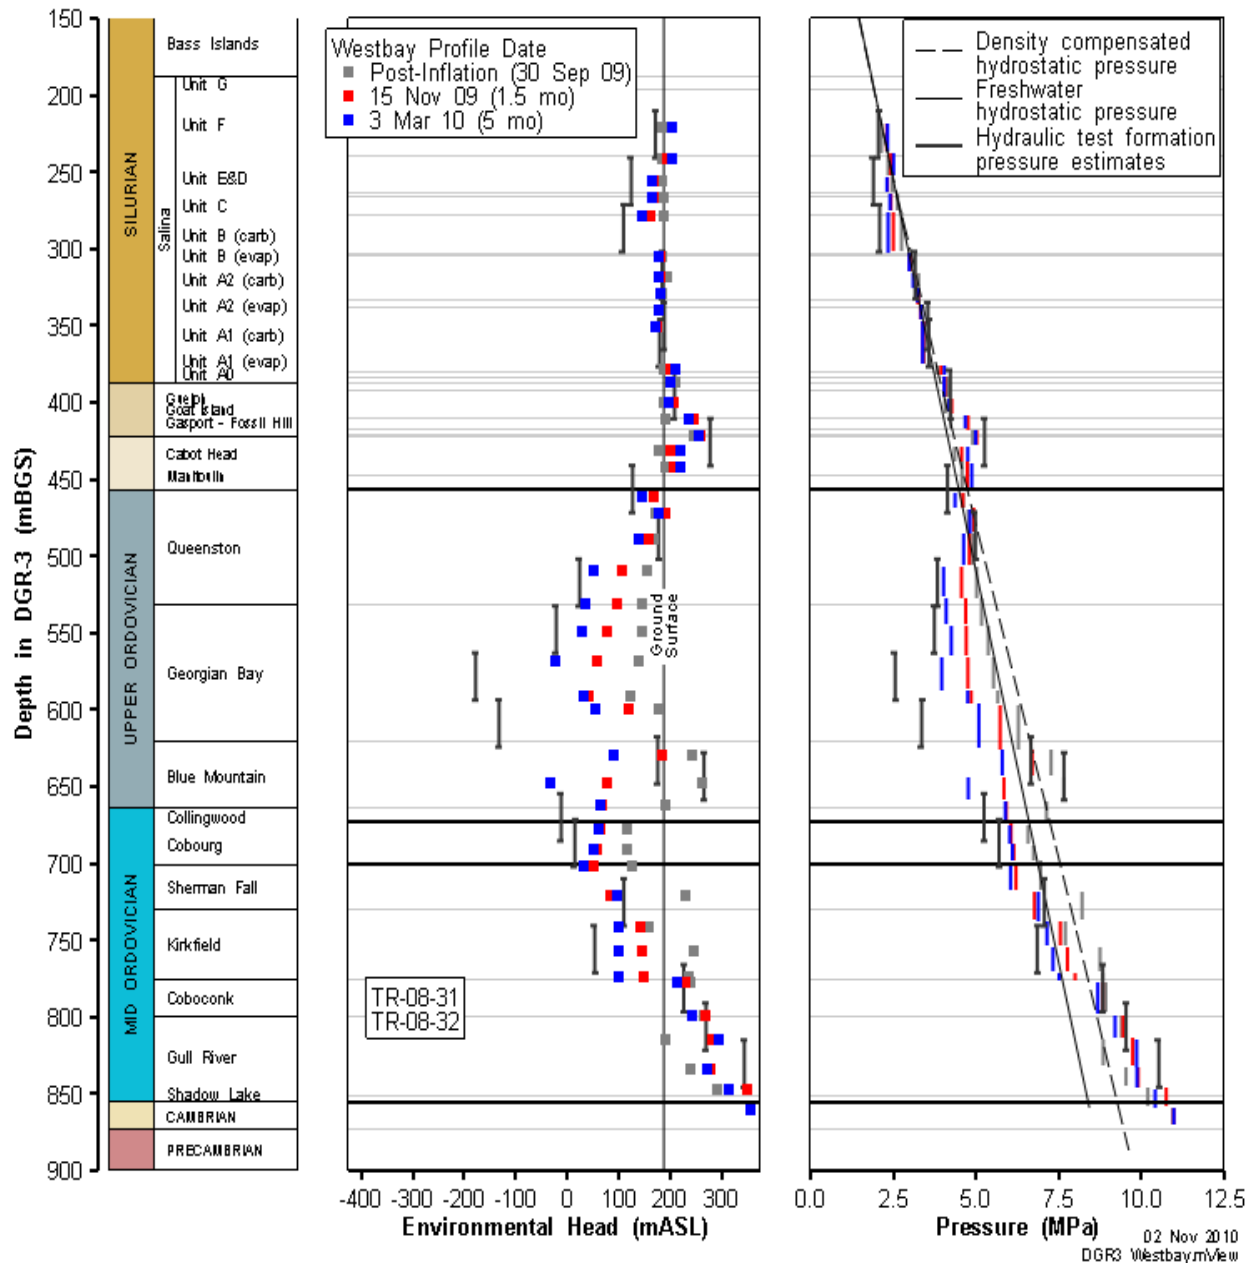 150
200
250
300
350
400
450
500
550
600
650
700
750
800
850
900
Depth in DGR-3 (mBGS)
SILURIAN
UPPER ORDOVICIAN
MID ORDOVICIAN
CAMBRIAN
PRECAMBRIAN
Bass Islands
Salina
Unit G
Unit F
Unit E&D
Unit C
Unit B (carb)
Unit B (evap)
Unit A2 (carb)
Unit A2 (evap)
Unit A1 (carb)
Unit A1 (evap)
Unit A0
Guelph
Goat Island
Gasport - Fossil Hill
Cabot Head
Manitoulin
Queenston
Georgian Bay
Blue Mountain
Collingwood
Cobourg
Sherman Fall
Kirkfield
Coboconk
Gull River
Shadow Lake
Westbay Profile Date
Post-Inflation (30 Sep 09)
15 Nov 09 (1.5 mo)
3 Mar 10 (5 mo)
Ground
Surface
TR-08-31
TR-08-32
-400 -300 -200 -100 0 100 200 300
Environmental Head (mASL)
Density compensated
hydrostatic pressure
Freshwater
hydrostatic pressure
Hydraulic test formation
pressure estimates
0.0 2.5 5.0 7.5 10.0 12.5
Pressure (MPa)
02 Nov 2010
DGR3 Westbay.mView